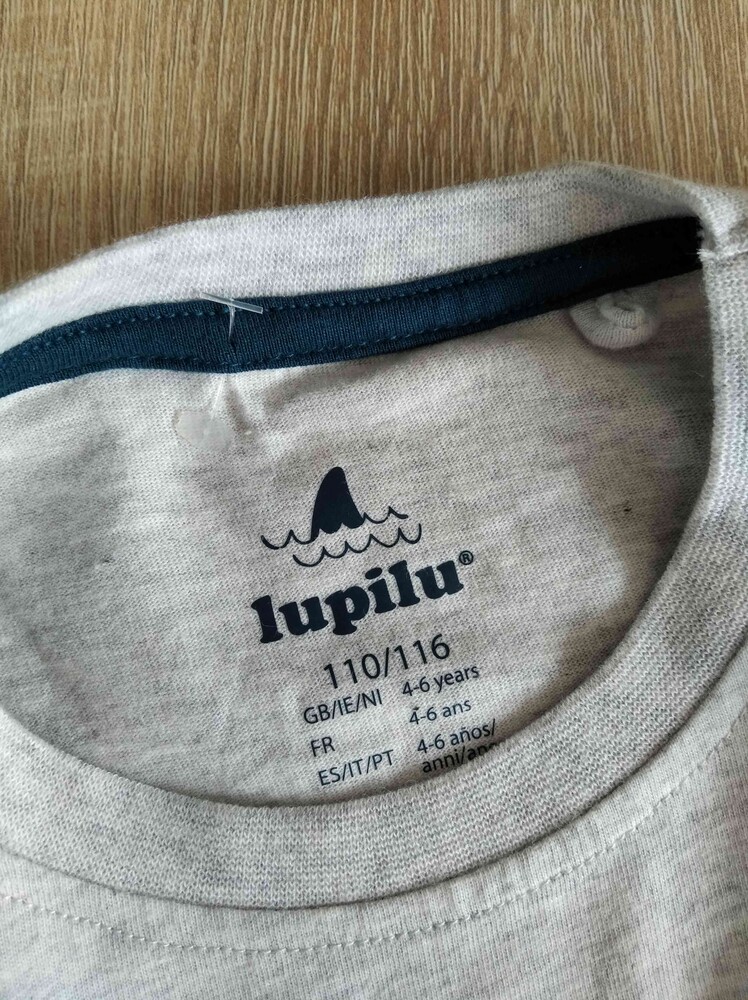 lupilu®
110/116
GB/IE/NI 4-6 years
FR 4-6 ans
ES/IT/PT 4-6 años/
anni/